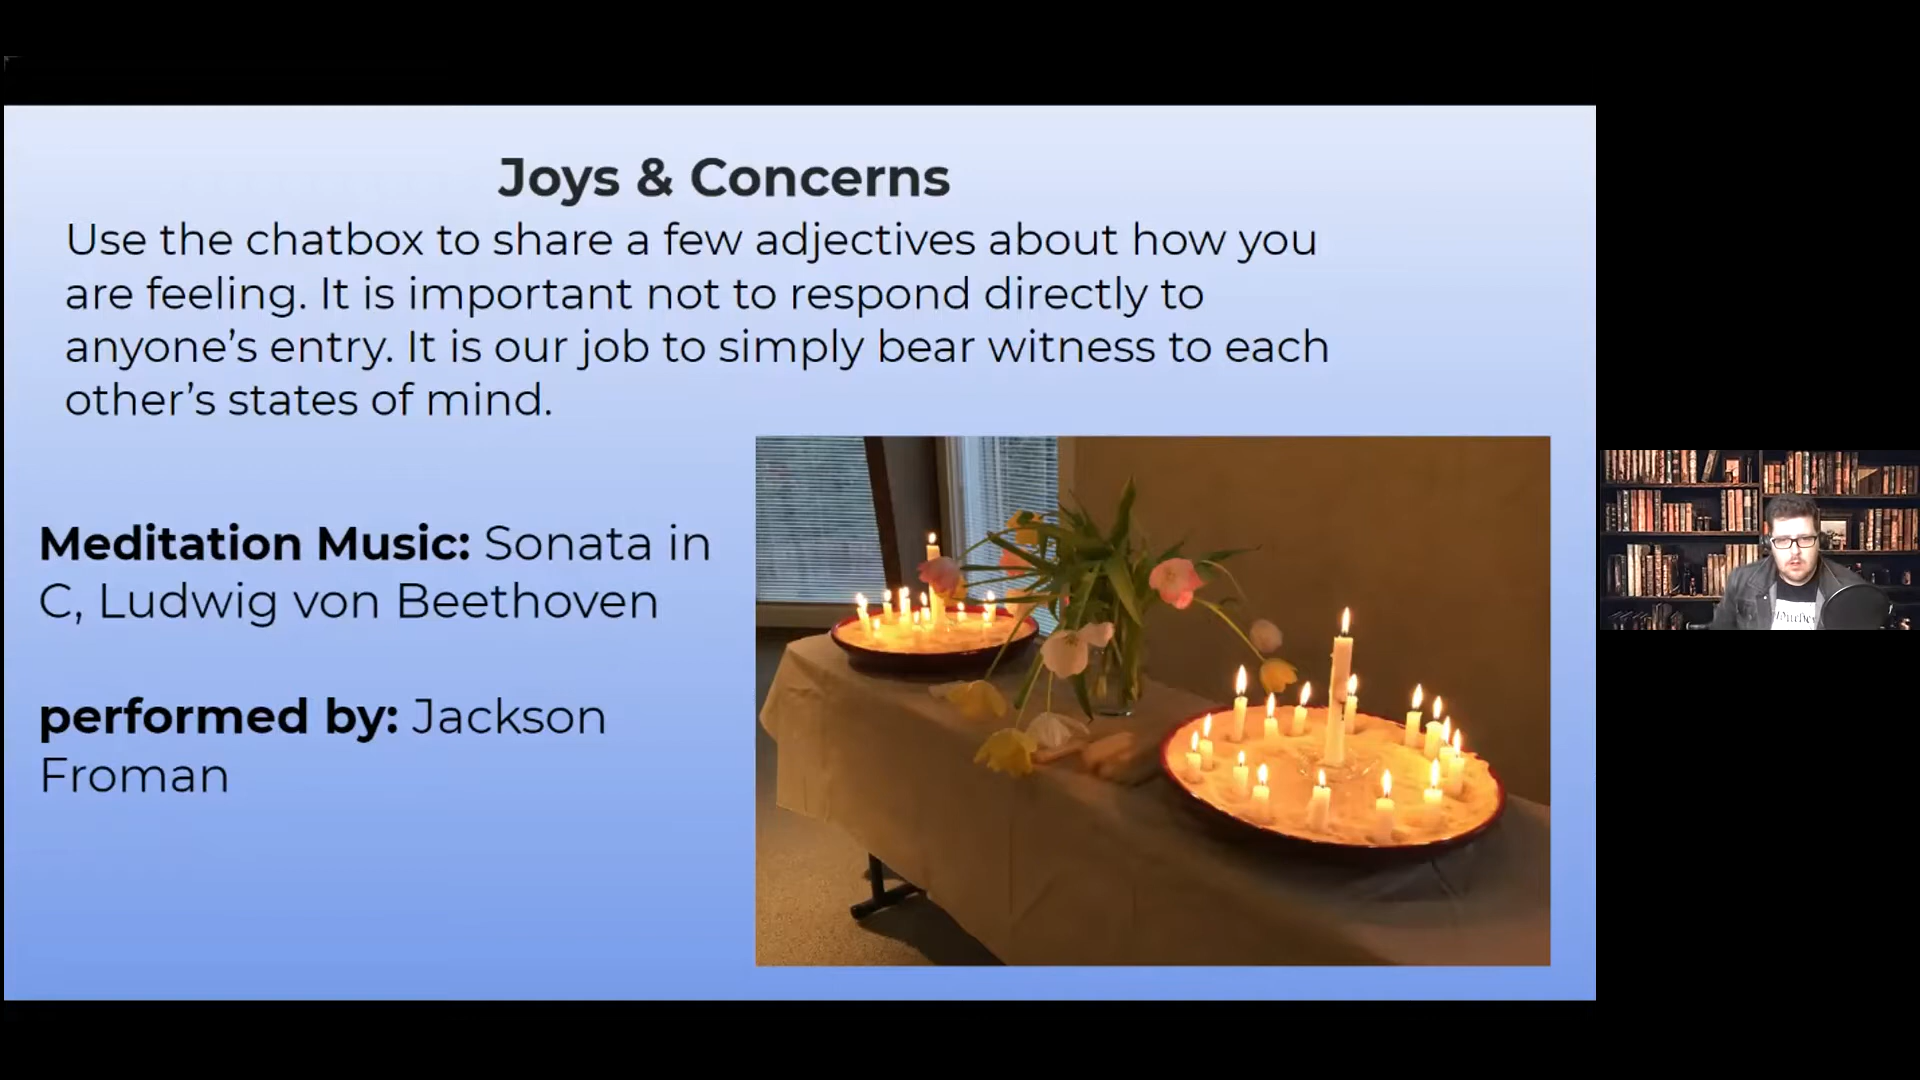 Joys & Concerns
Use the chatbox to share a few adjectives about how you
are feeling. It is important not to respond directly to
anyone’s entry. It is our job to simply bear witness to each
other’s states of mind.
Meditation Music: Sonata in
C, Ludwig von Beethoven
performed by: Jackson
Froman